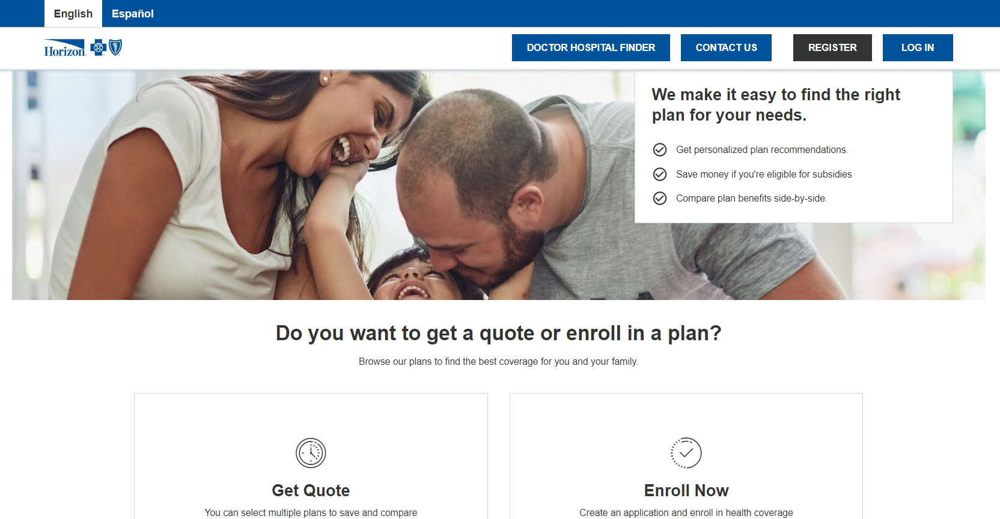 English Español
Horizon
DOCTOR HOSPITAL FINDER CONTACT US REGISTER LOG IN
We make it easy to find the right
plan for your needs.
Get personalized plan recommendations.
Save money if you're eligible for subsidies
Compare plan benefits side-by-side.
Do you want to get a quote or enroll in a plan?
Browse our plans to find the best coverage for you and your family.
Get Quote
You can select multiple plans to save and compare
Enroll Now
Create an application and enroll in health coverage